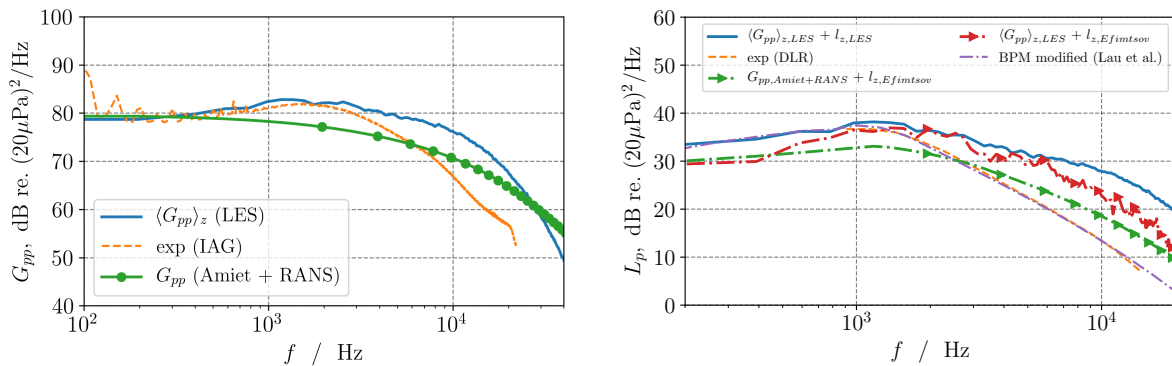 100
90
80
70
60
50
40
G_pp, dB re. (20μPa)²/Hz
⟨G_pp⟩_z (LES)
exp (IAG)
G_pp (Amiet + RANS)
10² 10³ 10⁴
f / Hz
60
50
40
30
20
10
0
L_p, dB re. (20μPa)²/Hz
⟨G_pp⟩_z,LES + l_z,LES
exp (DLR)
G_pp,Amiet+RANS + l_z,Efimtsov
⟨G_pp⟩_z,LES + l_z,Efimtsov
BPM modified (Lau et al.)
10³ 10⁴
f / Hz